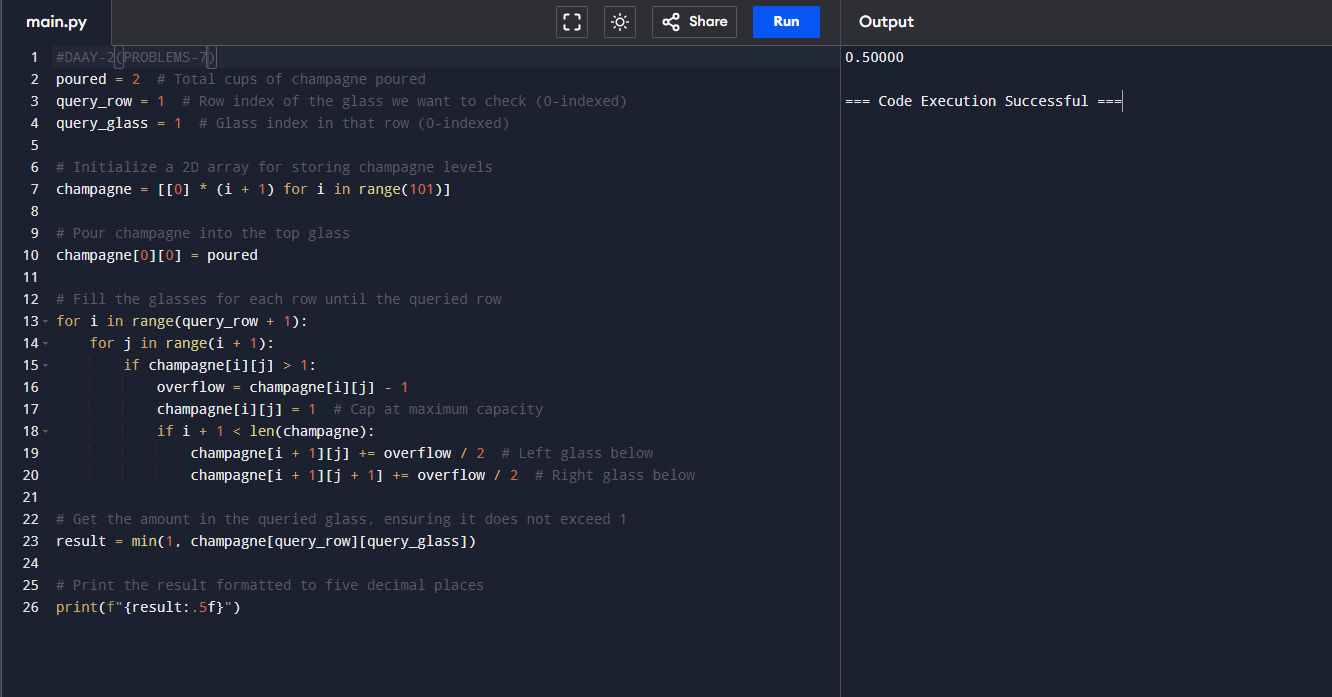 main.py
Share
Run
Output
1 #DAAY-2(PROBLEMS-7)
2 poured = 2  # Total cups of champagne poured
3 query_row = 1  # Row index of the glass we want to check (0-indexed)
4 query_glass = 1  # Glass index in that row (0-indexed)
5
6 # Initialize a 2D array for storing champagne levels
7 champagne = [[0] * (i + 1) for i in range(101)]
8
9 # Pour champagne into the top glass
10 champagne[0][0] = poured
11
12 # Fill the glasses for each row until the queried row
13 for i in range(query_row + 1):
14     for j in range(i + 1):
15         if champagne[i][j] > 1:
16             overflow = champagne[i][j] - 1
17             champagne[i][j] = 1  # Cap at maximum capacity
18             if i + 1 < len(champagne):
19                 champagne[i + 1][j] += overflow / 2  # Left glass below
20                 champagne[i + 1][j + 1] += overflow / 2  # Right glass below
21
22 # Get the amount in the queried glass, ensuring it does not exceed 1
23 result = min(1, champagne[query_row][query_glass])
24
25 # Print the result formatted to five decimal places
26 print(f"{result:.5f}")
0.50000
=== Code Execution Successful ===